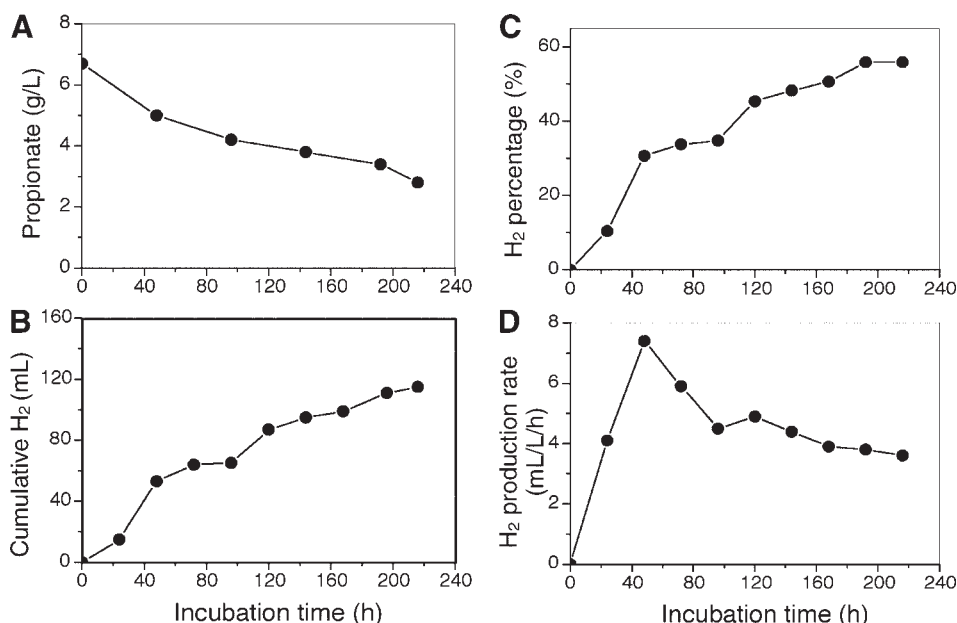 A
Propionate (g/L)
8
6
4
2
0
0 40 80 120 160 200 240
B
Cumulative H₂ (mL)
160
120
80
40
0
0 40 80 120 160 200 240
Incubation time (h)
C
H₂ percentage (%)
60
40
20
0
0 40 80 120 160 200 240
D
H₂ production rate
(mL/L/h)
8
6
4
2
0
0 40 80 120 160 200 240
Incubation time (h)